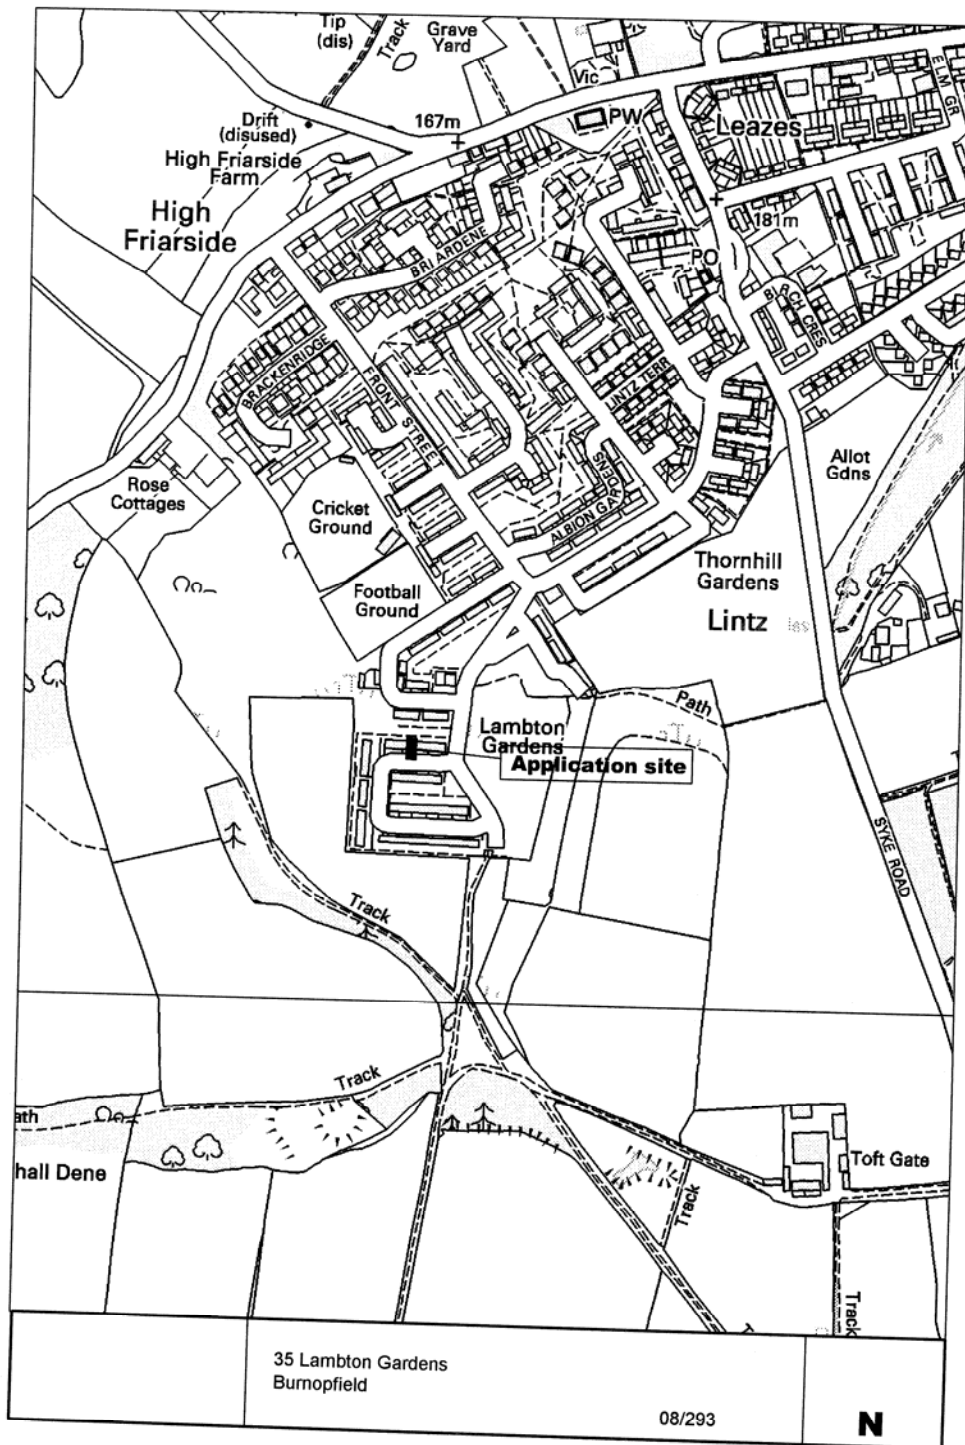 Tip
(dis)
Track
Grave
Yard
Vic
PW
Leazes
ELM GR
167m
Drift
(disused)
High Friarside
Farm
High
Friarside
181m
PO
BRIARDENE
BIRCH CRES
BRACKENRIDGE
FRONT STREET
LINTZ TERR
Rose
Cottages
Cricket
Ground
ALBION GARDENS
Allot
Gdns
Football
Ground
Thornhill
Gardens
Lintz
Path
Lambton
Gardens
Application site
SYKE ROAD
Track
Track
ath
hall Dene
Toft Gate
Track
Track
35 Lambton Gardens
Burnopfield
08/293
N